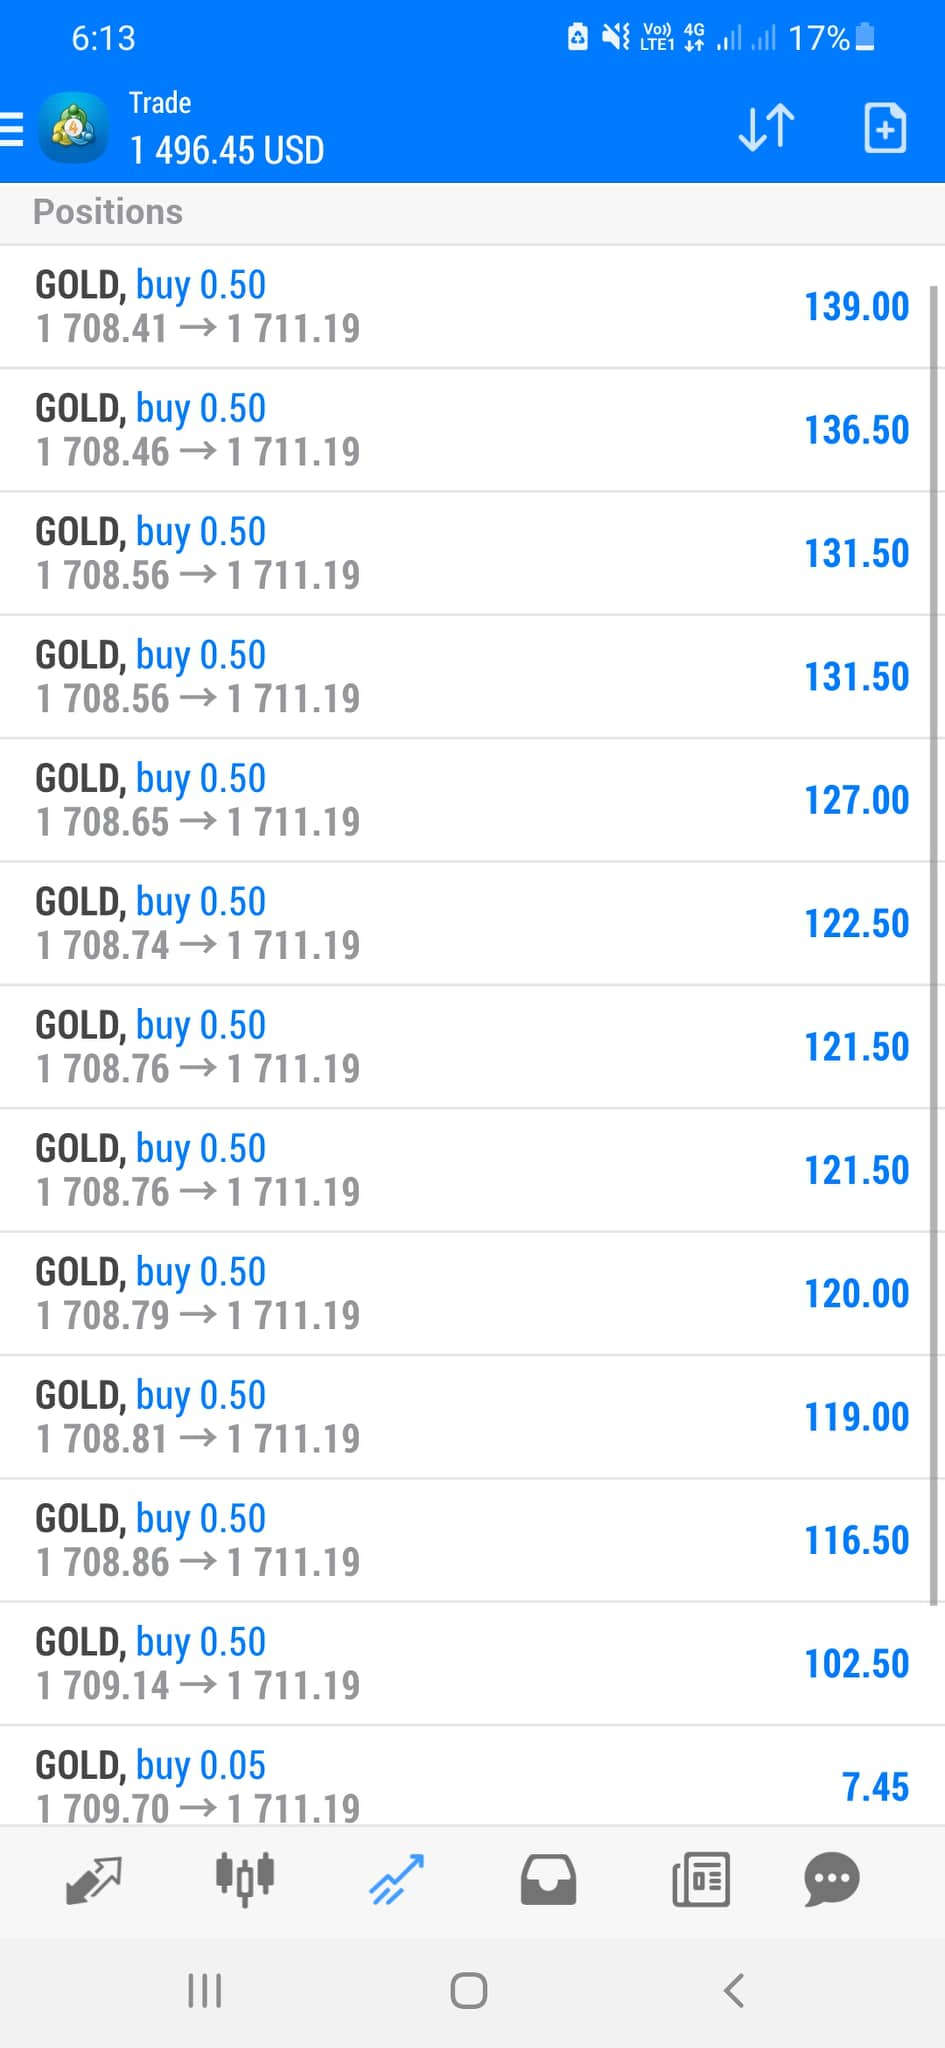 6:13
Vo)) LTE1 4G 17%
Trade
1 496.45 USD
Positions
GOLD, buy 0.50
1 708.41 → 1 711.19
139.00
GOLD, buy 0.50
1 708.46 → 1 711.19
136.50
GOLD, buy 0.50
1 708.56 → 1 711.19
131.50
GOLD, buy 0.50
1 708.56 → 1 711.19
131.50
GOLD, buy 0.50
1 708.65 → 1 711.19
127.00
GOLD, buy 0.50
1 708.74 → 1 711.19
122.50
GOLD, buy 0.50
1 708.76 → 1 711.19
121.50
GOLD, buy 0.50
1 708.76 → 1 711.19
121.50
GOLD, buy 0.50
1 708.79 → 1 711.19
120.00
GOLD, buy 0.50
1 708.81 → 1 711.19
119.00
GOLD, buy 0.50
1 708.86 → 1 711.19
116.50
GOLD, buy 0.50
1 709.14 → 1 711.19
102.50
GOLD, buy 0.05
1 709.70 → 1 711.19
7.45